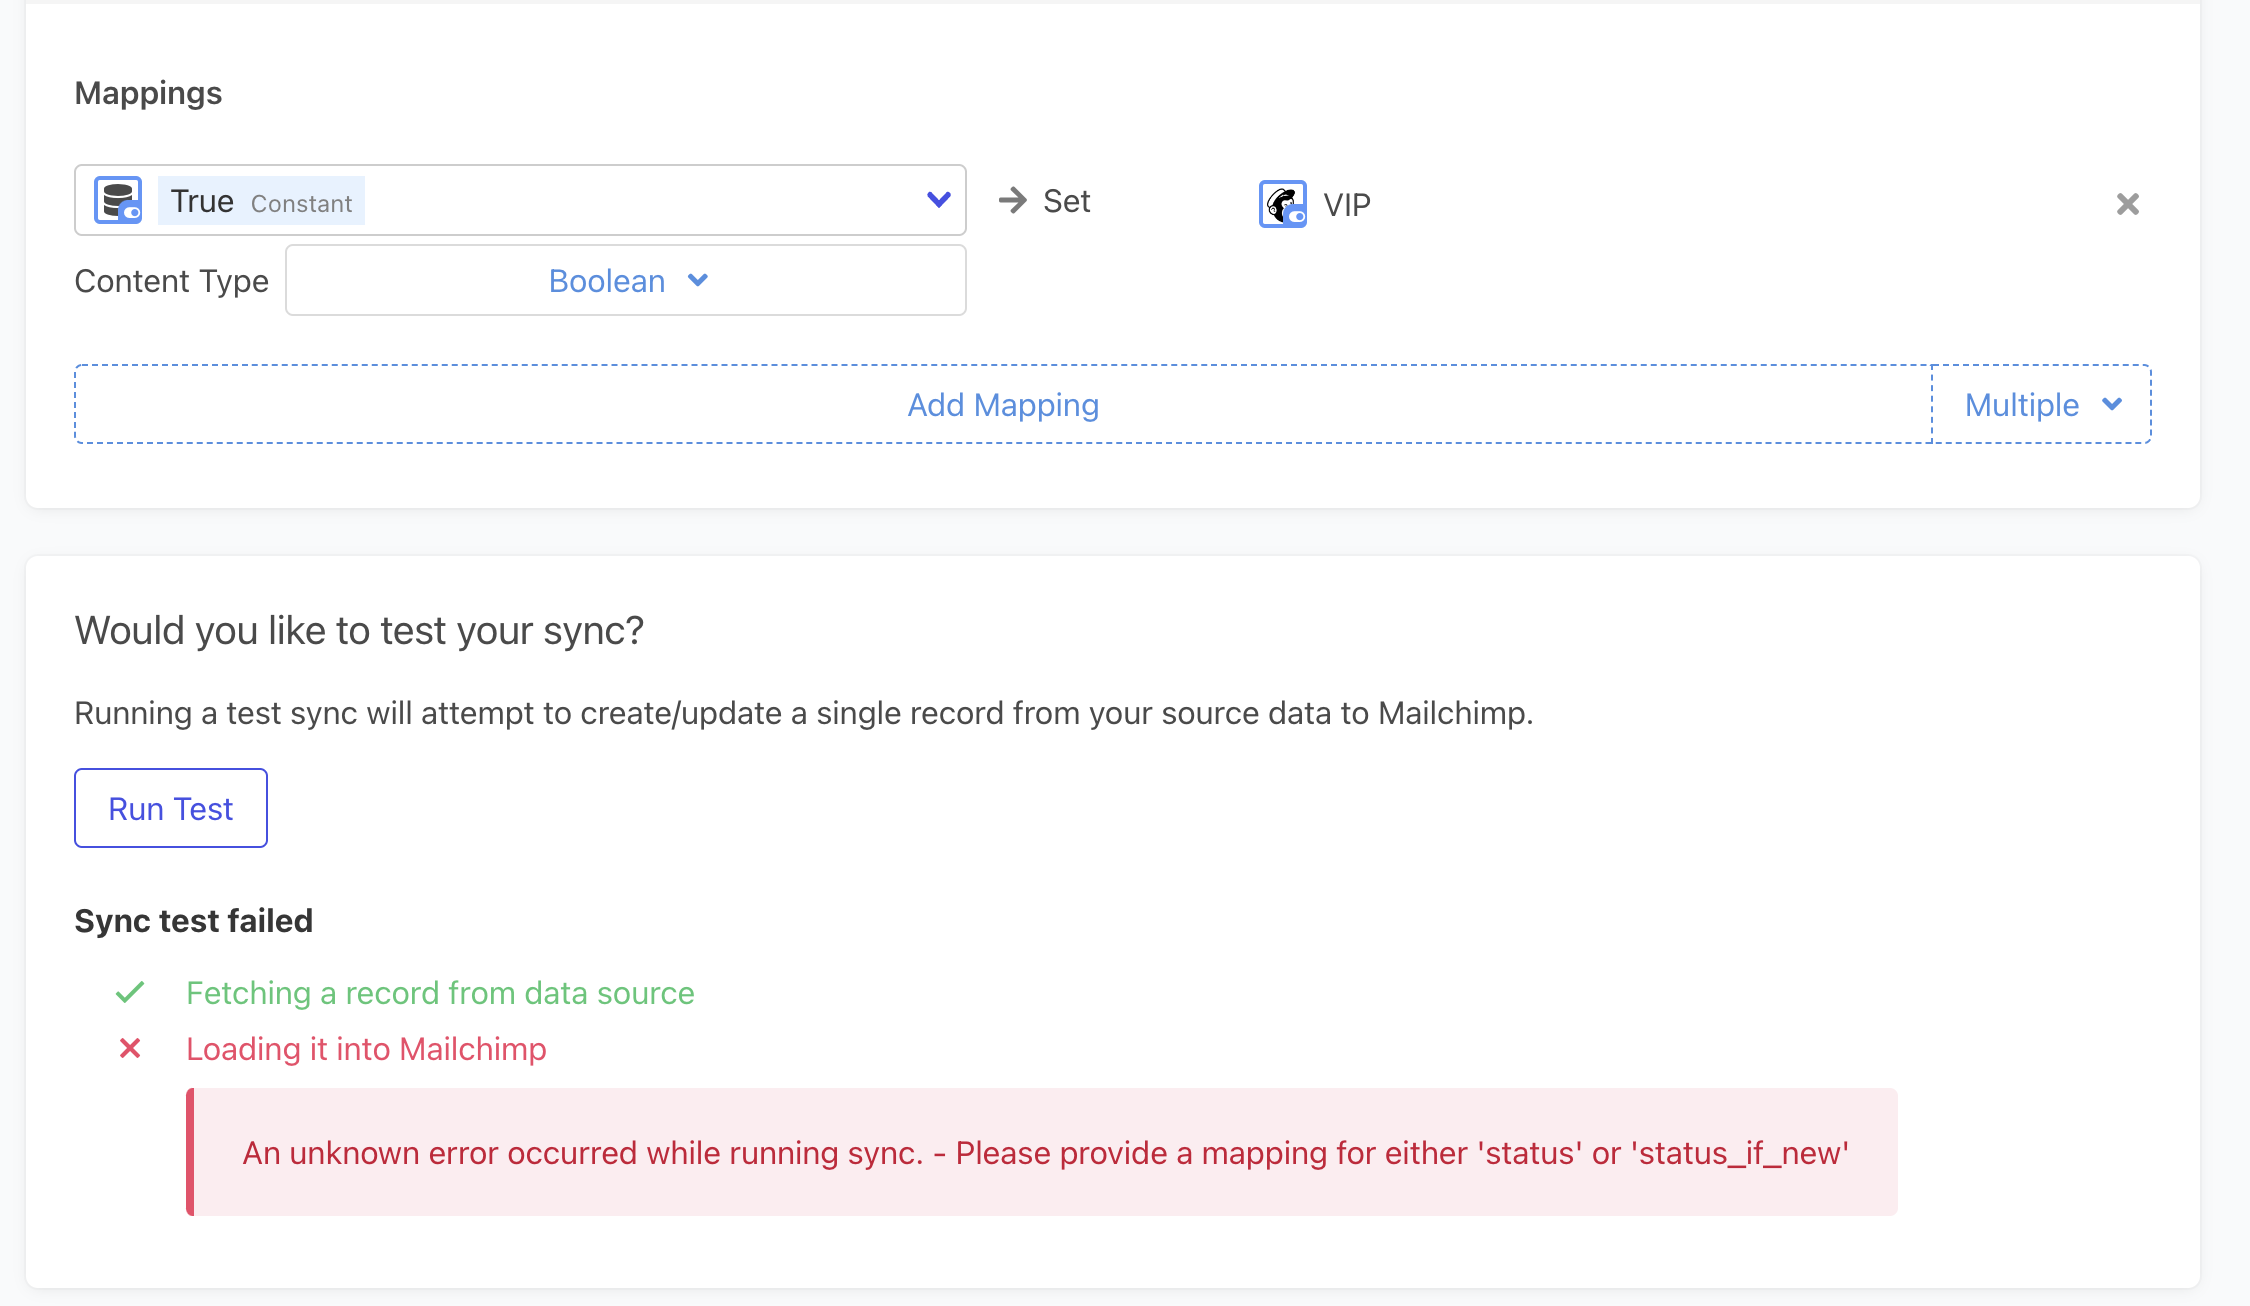 Mappings
True Constant
Set
VIP
Content Type
Boolean
Add Mapping
Multiple
Would you like to test your sync?
Running a test sync will attempt to create/update a single record from your source data to Mailchimp.
Run Test
Sync test failed
Fetching a record from data source
Loading it into Mailchimp
An unknown error occurred while running sync. - Please provide a mapping for either 'status' or 'status_if_new'